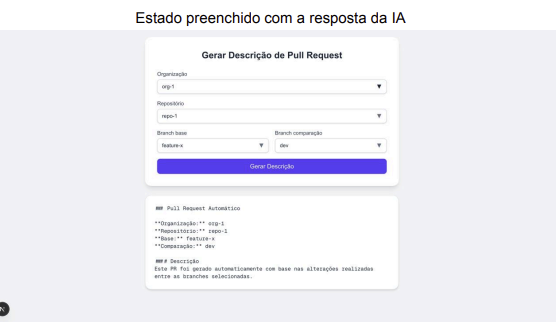 Estado preenchido com a resposta da IA
Gerar Descrição de Pull Request
Organização
org-1
Repositório
repo-1
Branch base
Branch comparação
feature-x
dev
Gerar Descrição
### Pull Request Automático
**Organização:** org-1
**Repositório:** repo-1
**Base:** feature-x
**Comparação:** dev
#### Descrição
Este PR foi gerado automaticamente com base nas alterações realizadas
entre as branches selecionadas.
N